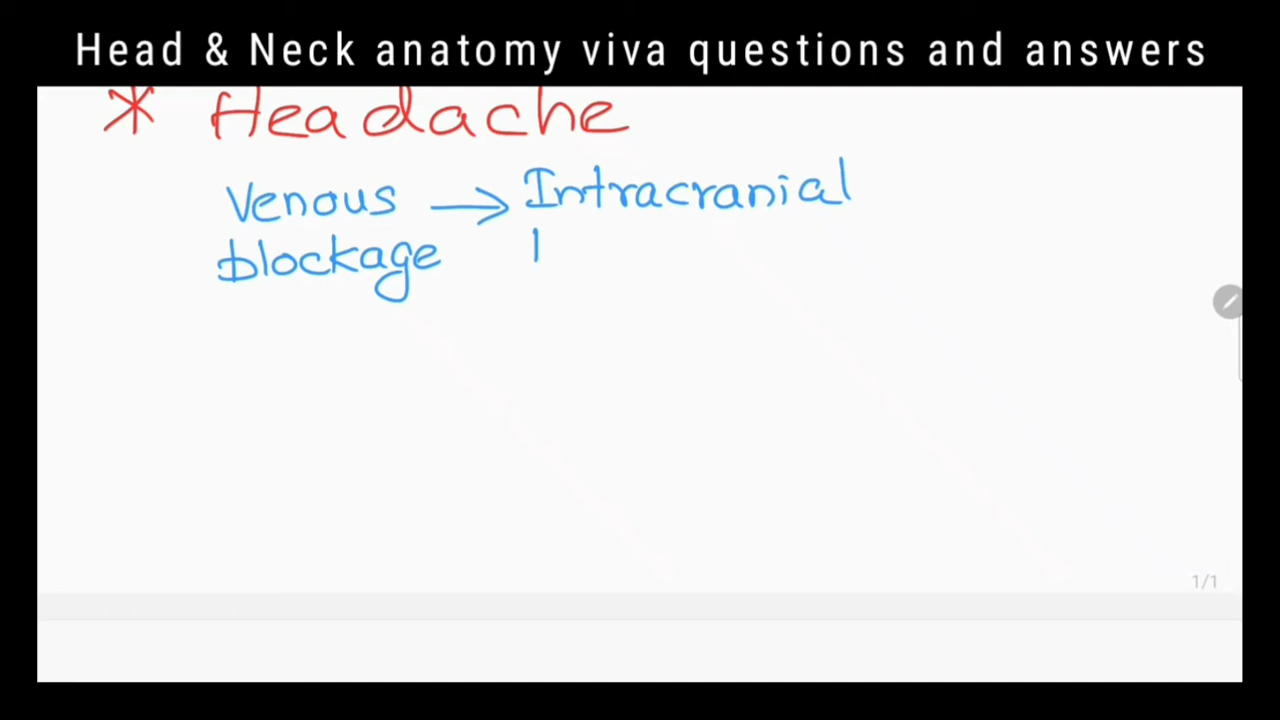 Head & Neck anatomy viva questions and answers
* Headache
Venous → Intracranial
blockage
1/1